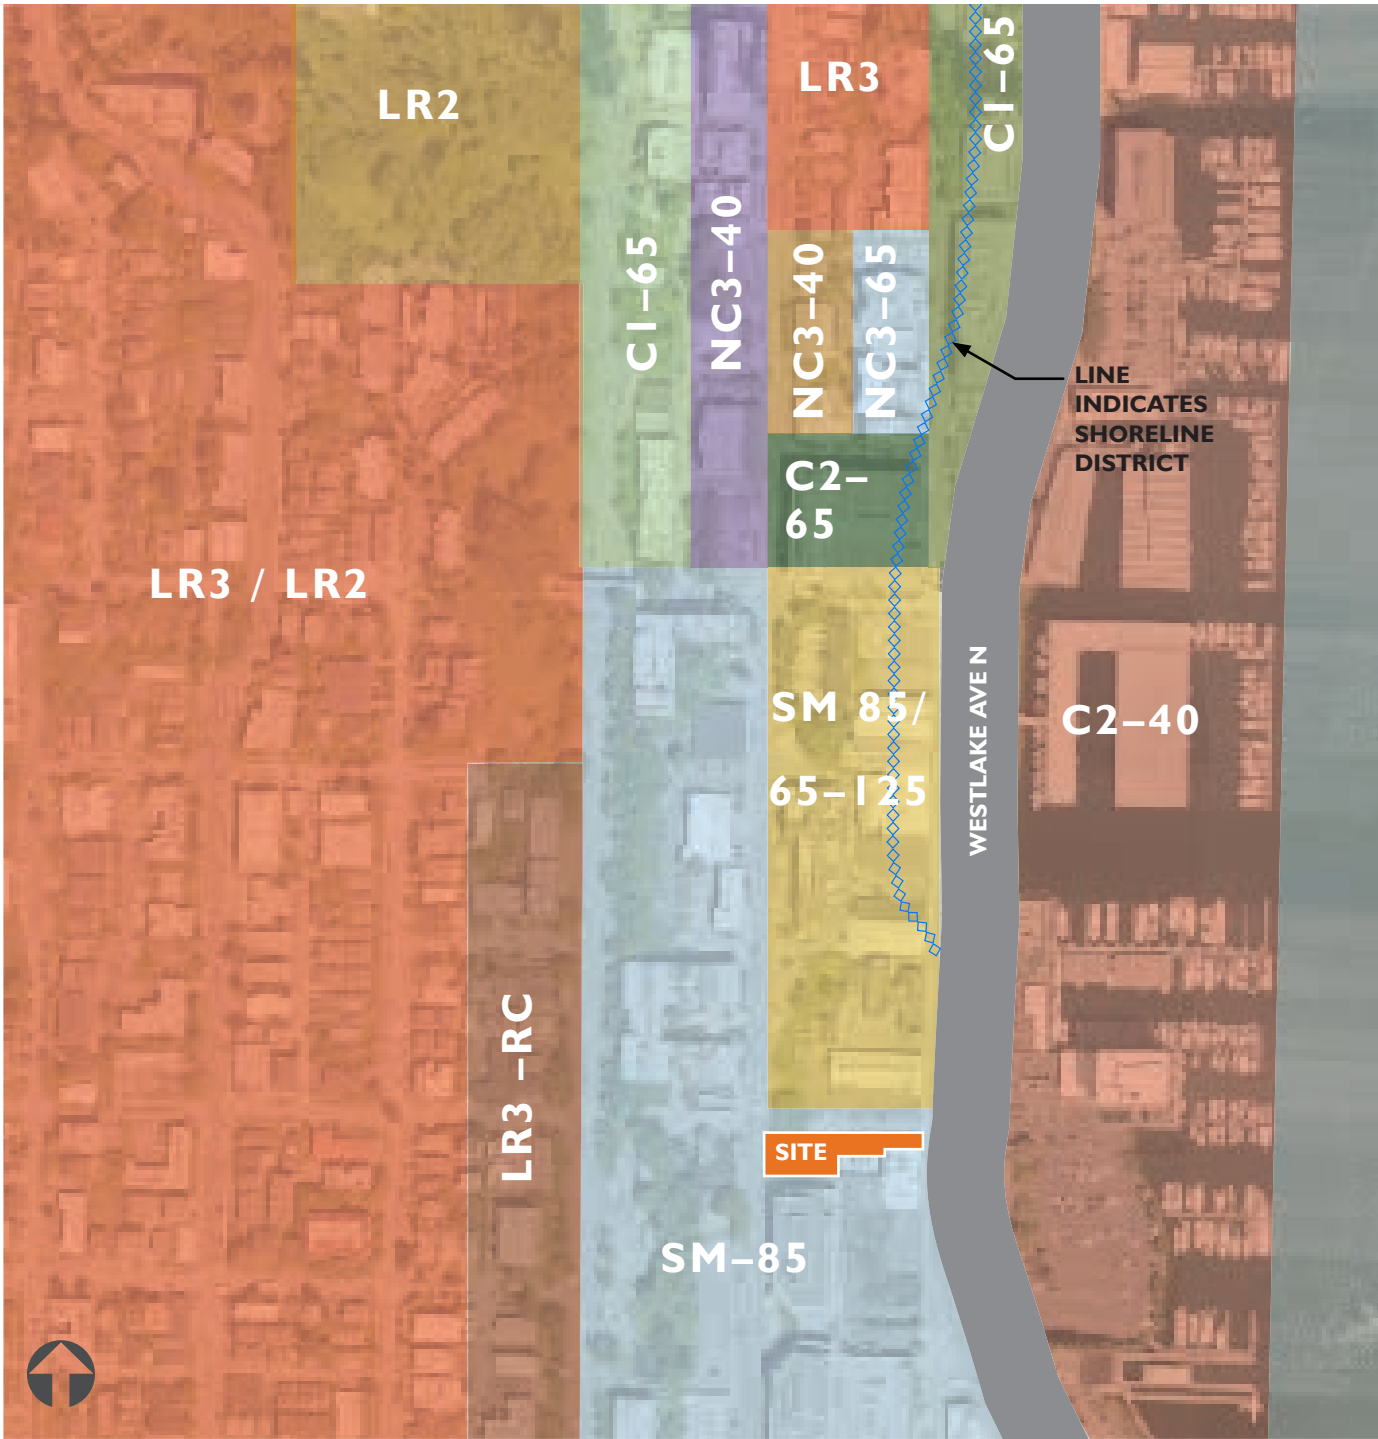 LR2
LR3
C1-65
C1-65
NC3-40
NC3-40
NC3-65
LINE
INDICATES
SHORELINE
DISTRICT
C2-
65
LR3 / LR2
SM 85/
65-125
WESTLAKE AVE N
C2-40
LR3 -RC
SITE
SM-85